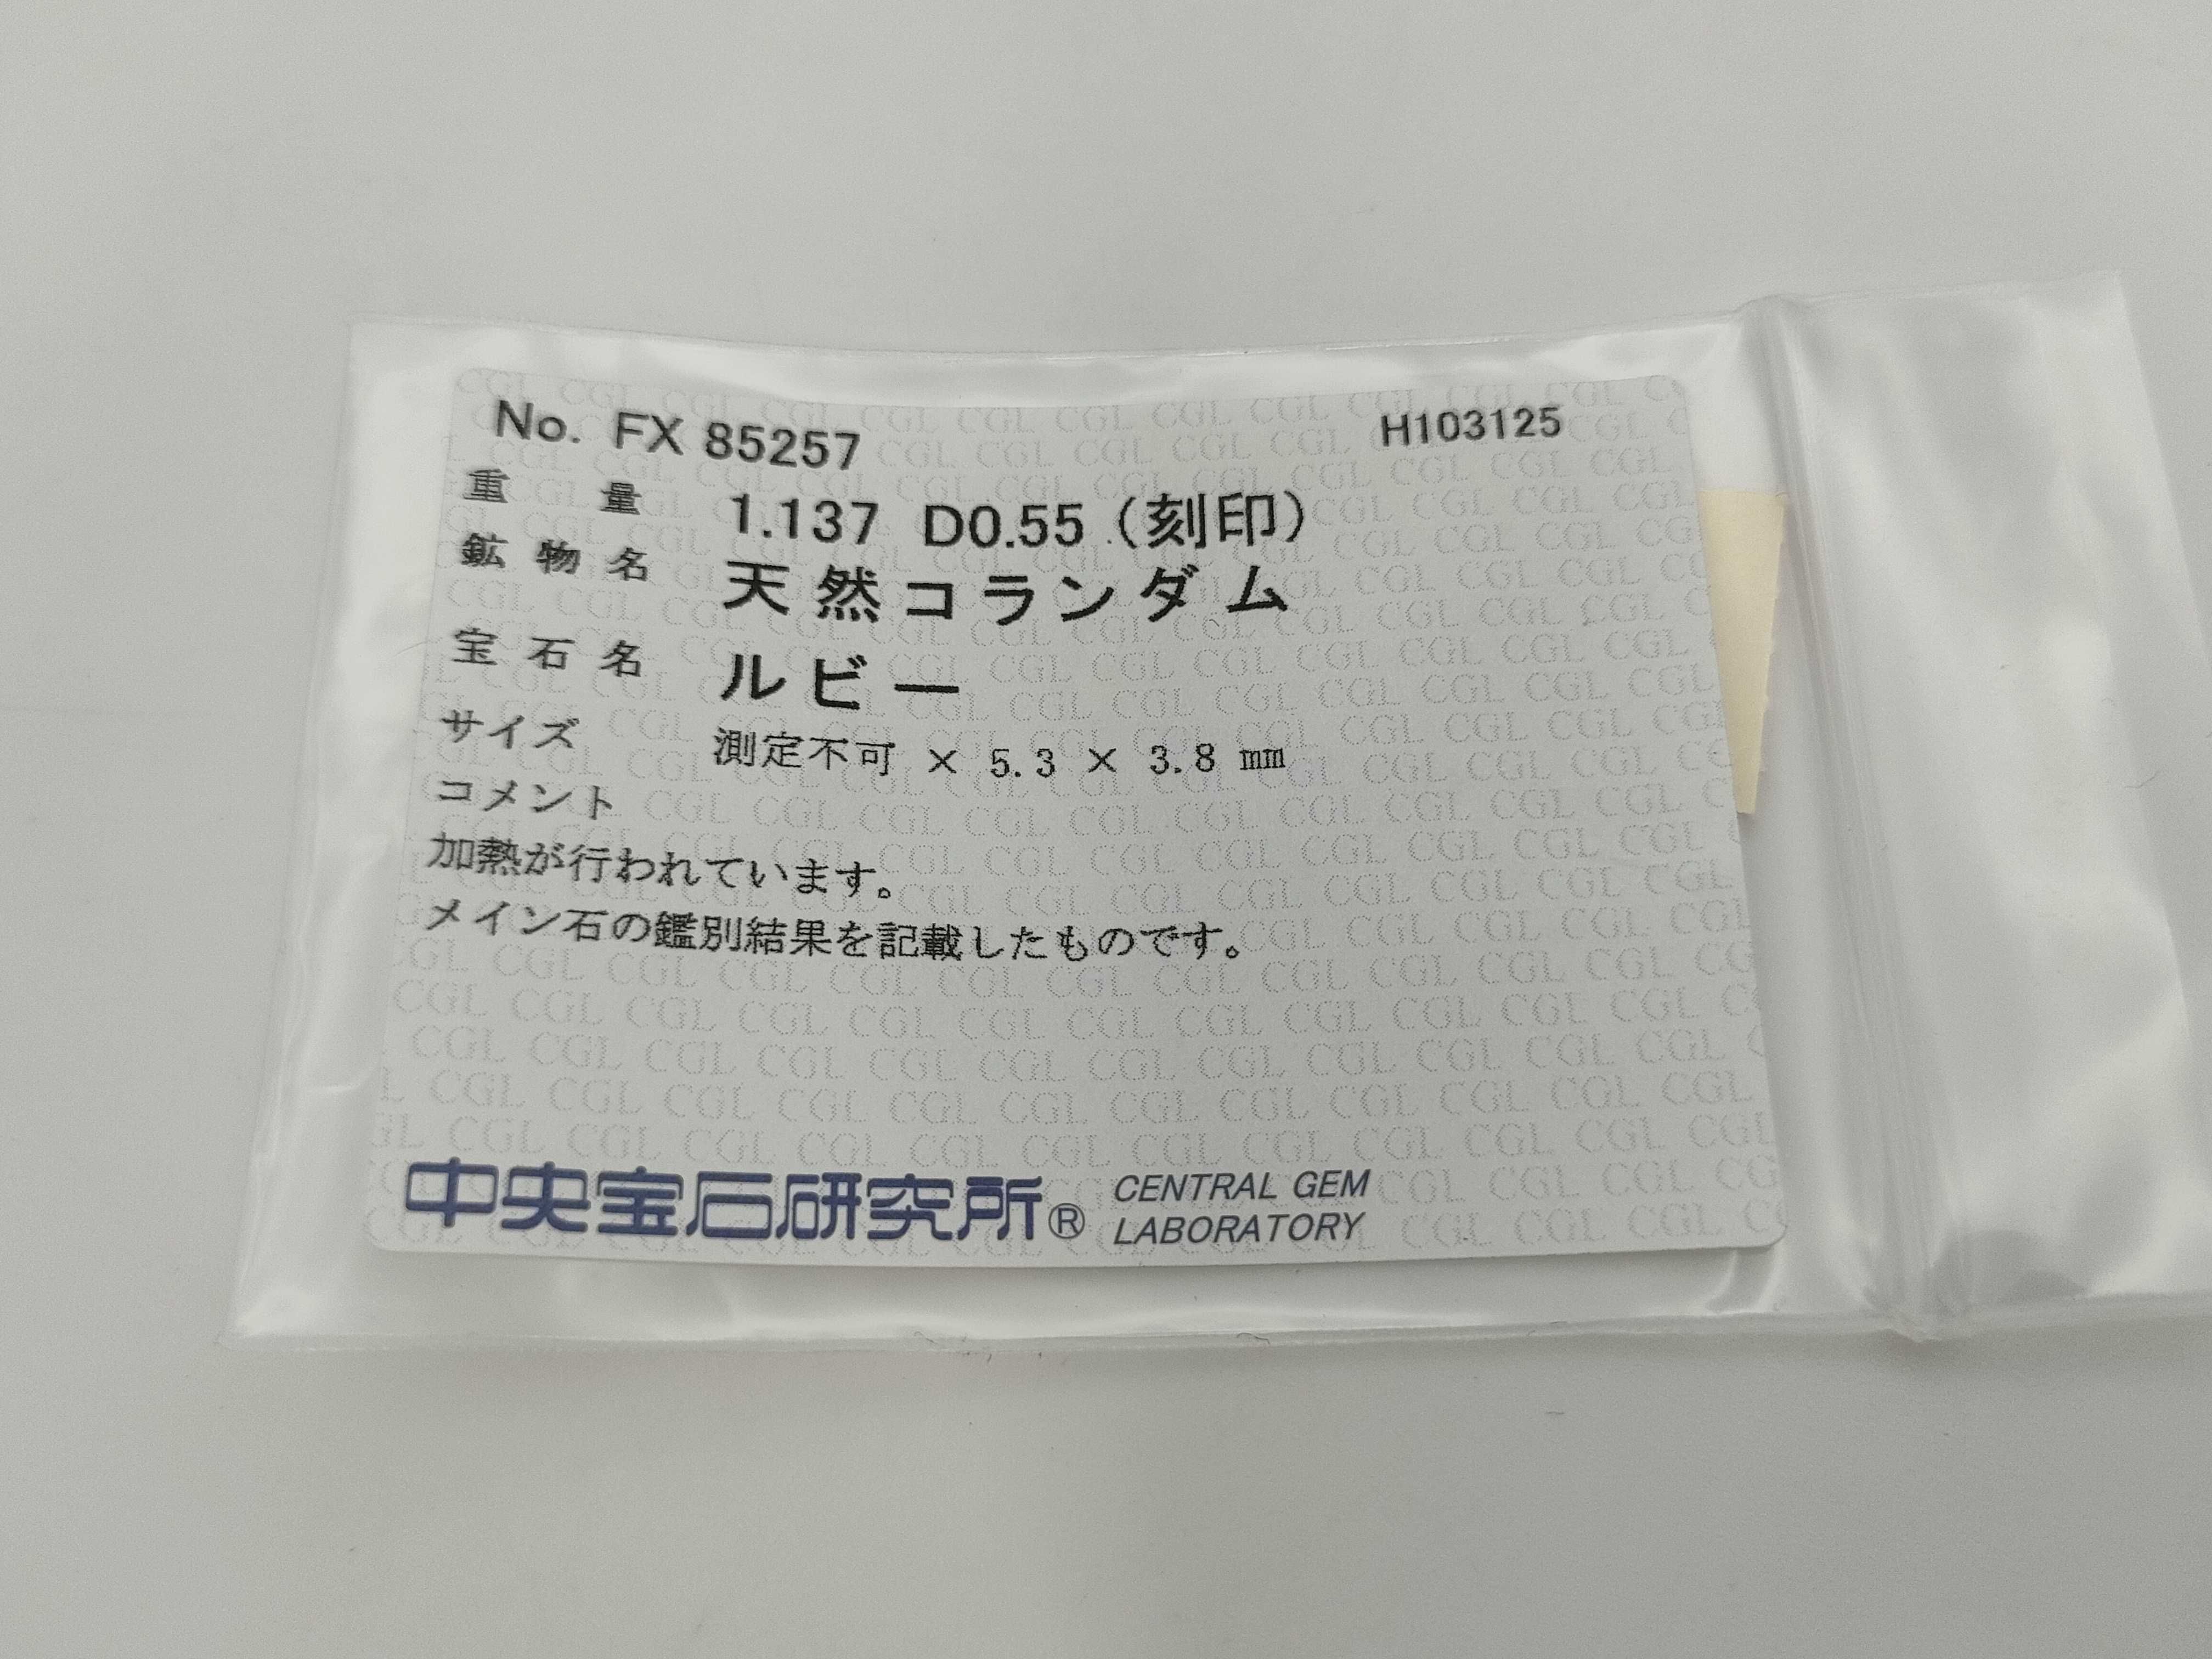 No. FX 85257 H103125
重量 1.137 D0.55（刻印）
鉱物名 天然コランダム
宝石名 ルビー
サイズ 測定不可 × 5.3 × 3.8 ㎜
コメント
加熱が行われています。
メイン石の鑑別結果を記載したものです。
中央宝石研究所® CENTRAL GEM
LABORATORY